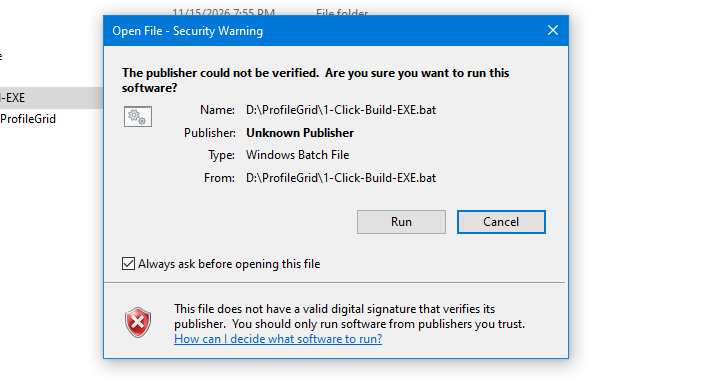 11/15/2026 7:55 PM File folder
Open File - Security Warning
e
The publisher could not be verified.  Are you sure you want to run this
software?
-EXE
Name: D:\ProfileGrid\1-Click-Build-EXE.bat
ProfileGrid
Publisher: Unknown Publisher
Type: Windows Batch File
From: D:\ProfileGrid\1-Click-Build-EXE.bat
Run Cancel
Always ask before opening this file
This file does not have a valid digital signature that verifies its
publisher.  You should only run software from publishers you trust.
How can I decide what software to run?